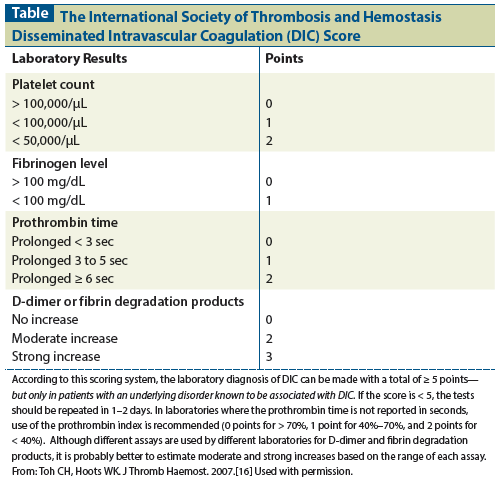 Table The International Society of Thrombosis and Hemostasis
Disseminated Intravascular Coagulation (DIC) Score
Laboratory Results Points
Platelet count
> 100,000/µL 0
< 100,000/µL 1
< 50,000/µL 2
Fibrinogen level
> 100 mg/dL 0
< 100 mg/dL 1
Prothrombin time
Prolonged < 3 sec 0
Prolonged 3 to 5 sec 1
Prolonged ≥ 6 sec 2
D-dimer or fibrin degradation products
No increase 0
Moderate increase 2
Strong increase 3
According to this scoring system, the laboratory diagnosis of DIC can be made with a total of ≥ 5 points—
but only in patients with an underlying disorder known to be associated with DIC. If the score is < 5, the tests
should be repeated in 1–2 days. In laboratories where the prothrombin time is not reported in seconds,
use of the prothrombin index is recommended (0 points for > 70%, 1 point for 40%–70%, and 2 points for
< 40%). Although different assays are used by different laboratories for D-dimer and fibrin degradation
products, it is probably better to estimate moderate and strong increases based on the range of each assay.
From: Toh CH, Hoots WK. J Thromb Haemost. 2007.[16] Used with permission.